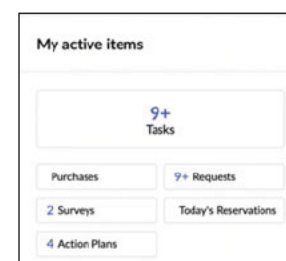 My active items
9+
Tasks
Purchases
9+ Requests
2 Surveys
Today's Reservations
4 Action Plans